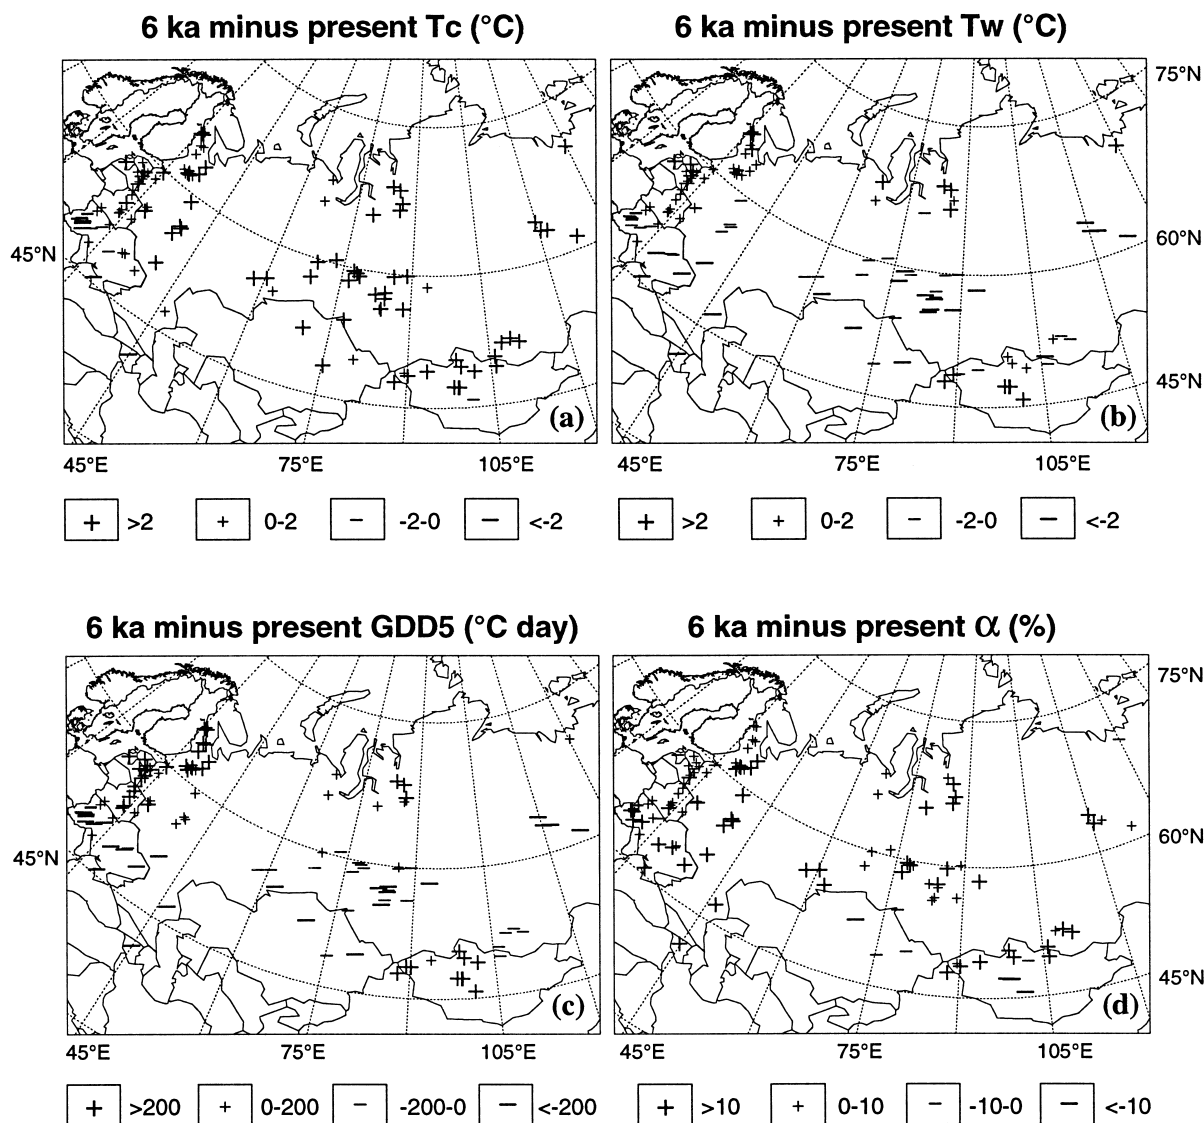 6 ka minus present Tc (°C)
6 ka minus present Tw (°C)
75°N
45°N
60°N
45°N
(a)
(b)
45°E 75°E 105°E
45°E 75°E 105°E
+ >2 + 0-2 − -2-0 − <-2
+ >2 + 0-2 − -2-0 − <-2
6 ka minus present GDD5 (°C day)
6 ka minus present α (%)
75°N
45°N
60°N
45°N
(c)
(d)
45°E 75°E 105°E
45°E 75°E 105°E
+ >200 + 0-200 − -200-0 − <-200
+ >10 + 0-10 − -10-0 − <-10